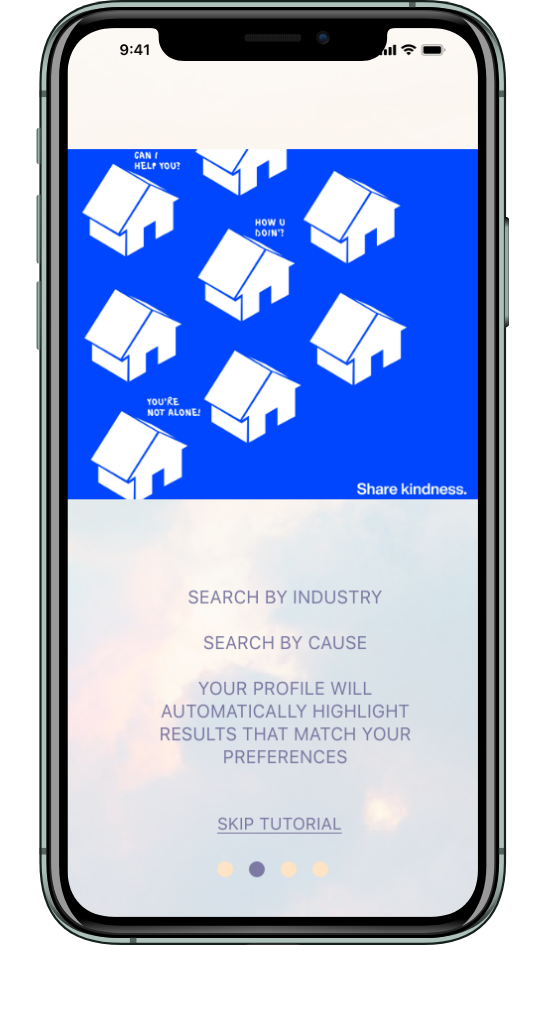 9:41
CAN I
HELP YOU?
HOW U
DOIN'?
YOU'RE
NOT ALONE!
Share kindness.
SEARCH BY INDUSTRY
SEARCH BY CAUSE
YOUR PROFILE WILL
AUTOMATICALLY HIGHLIGHT
RESULTS THAT MATCH YOUR
PREFERENCES
SKIP TUTORIAL